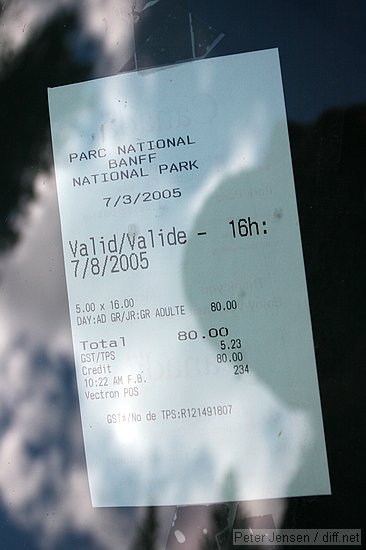 PARC NATIONAL
BANFF
NATIONAL PARK
7/3/2005
Valid/Valide - 16h:
7/8/2005
5.00 x 16.00
DAY:AD GR/JR:GR ADULTE 80.00
Total 80.00
GST/TPS 5.23
Credit 80.00
10:22 AM F.B. 234
Vectron POS
GST#/No de TPS:R121491807
Peter Jensen / diff.net